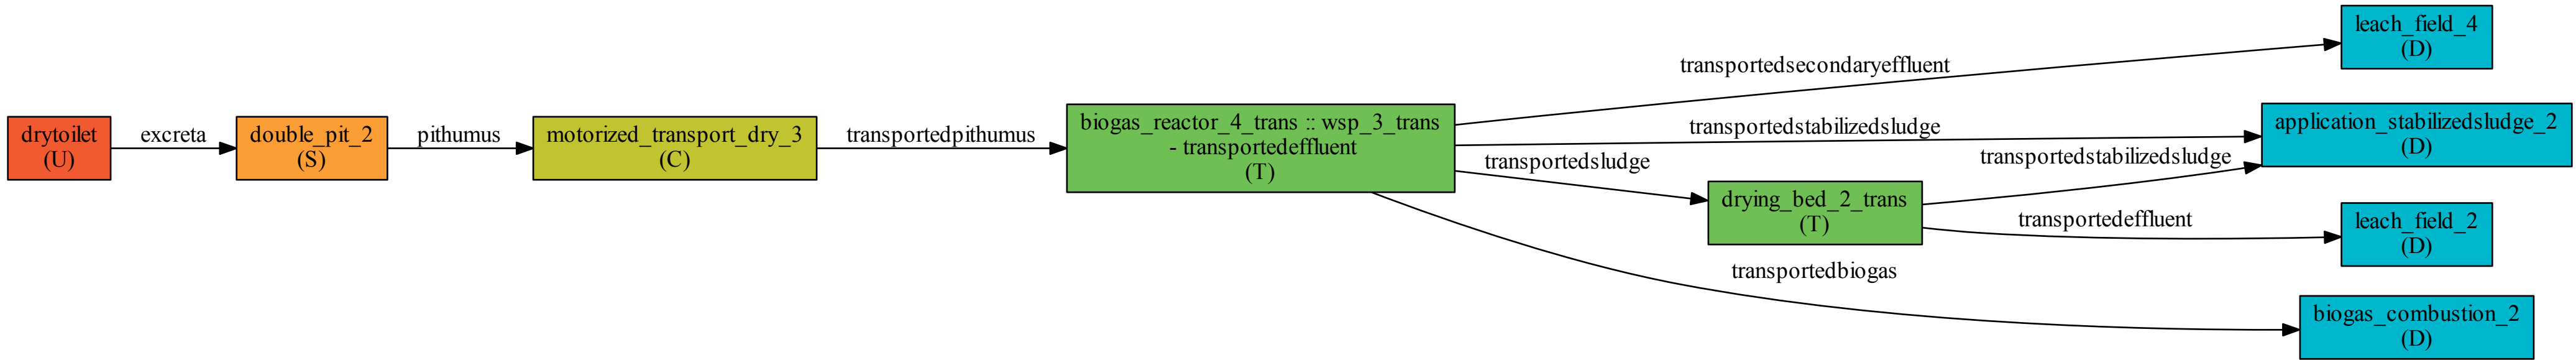 drytoilet
(U)
excreta
double_pit_2
(S)
pithumus
motorized_transport_dry_3
(C)
transportedpithumus
biogas_reactor_4_trans :: wsp_3_trans
- transportedeffluent
(T)
transportedsecondaryeffluent
transportedstabilizedsludge
transportedsludge
transportedbiogas
drying_bed_2_trans
(T)
transportedstabilizedsludge
transportedeffluent
leach_field_4
(D)
application_stabilizedsludge_2
(D)
leach_field_2
(D)
biogas_combustion_2
(D)